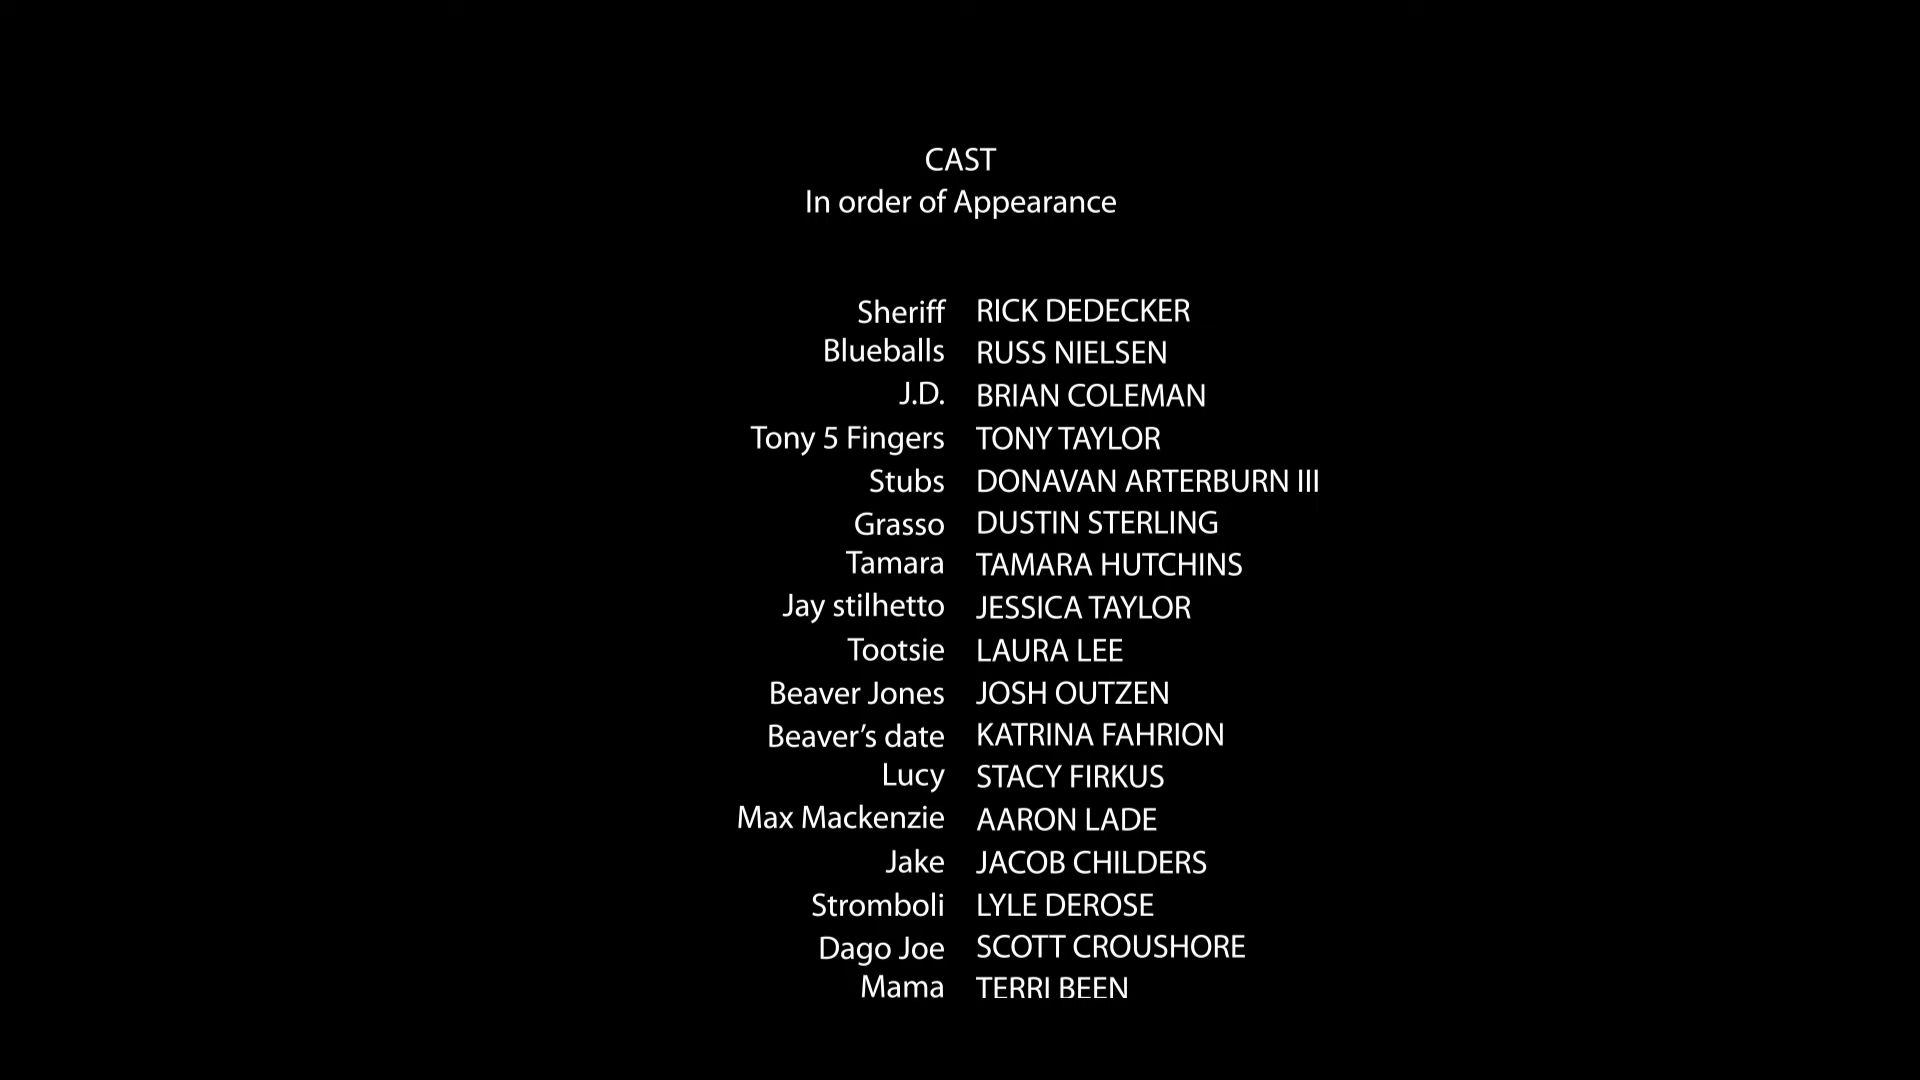 CAST
In order of Appearance
Sheriff RICK DEDECKER
Blueballs RUSS NIELSEN
J.D. BRIAN COLEMAN
Tony 5 Fingers TONY TAYLOR
Stubs DONAVAN ARTERBURN III
Grasso DUSTIN STERLING
Tamara TAMARA HUTCHINS
Jay stilhetto JESSICA TAYLOR
Tootsie LAURA LEE
Beaver Jones JOSH OUTZEN
Beaver’s date KATRINA FAHRION
Lucy STACY FIRKUS
Max Mackenzie AARON LADE
Jake JACOB CHILDERS
Stromboli LYLE DEROSE
Dago Joe SCOTT CROUSHORE
Mama TERRI BEEN